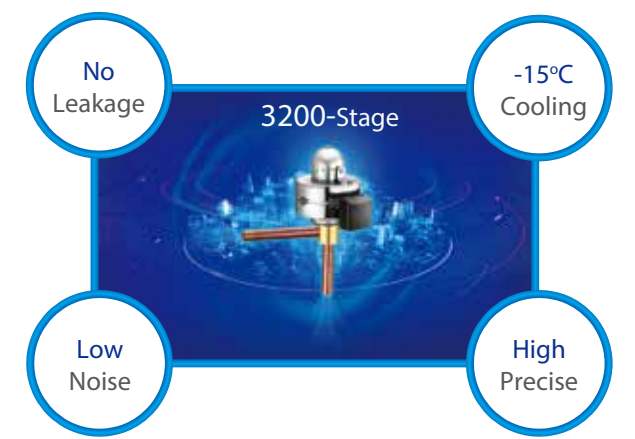 No
Leakage
-15ºC
Cooling
3200-Stage
Low
Noise
High
Precise